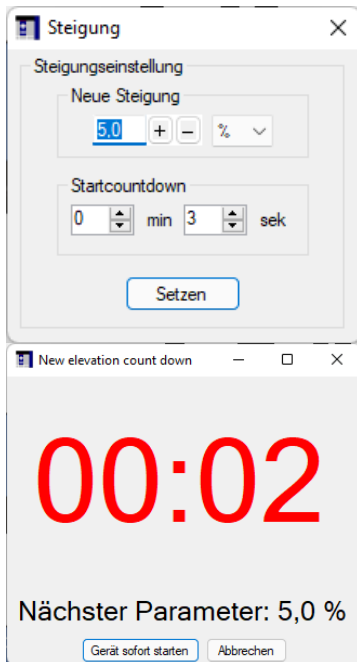 Steigung
Steigungseinstellung
Neue Steigung
5.0 + − %
Startcountdown
0 min 3 sek
Setzen
New elevation count down
00:02
Nächster Parameter: 5,0 %
Gerät sofort starten Abbrechen